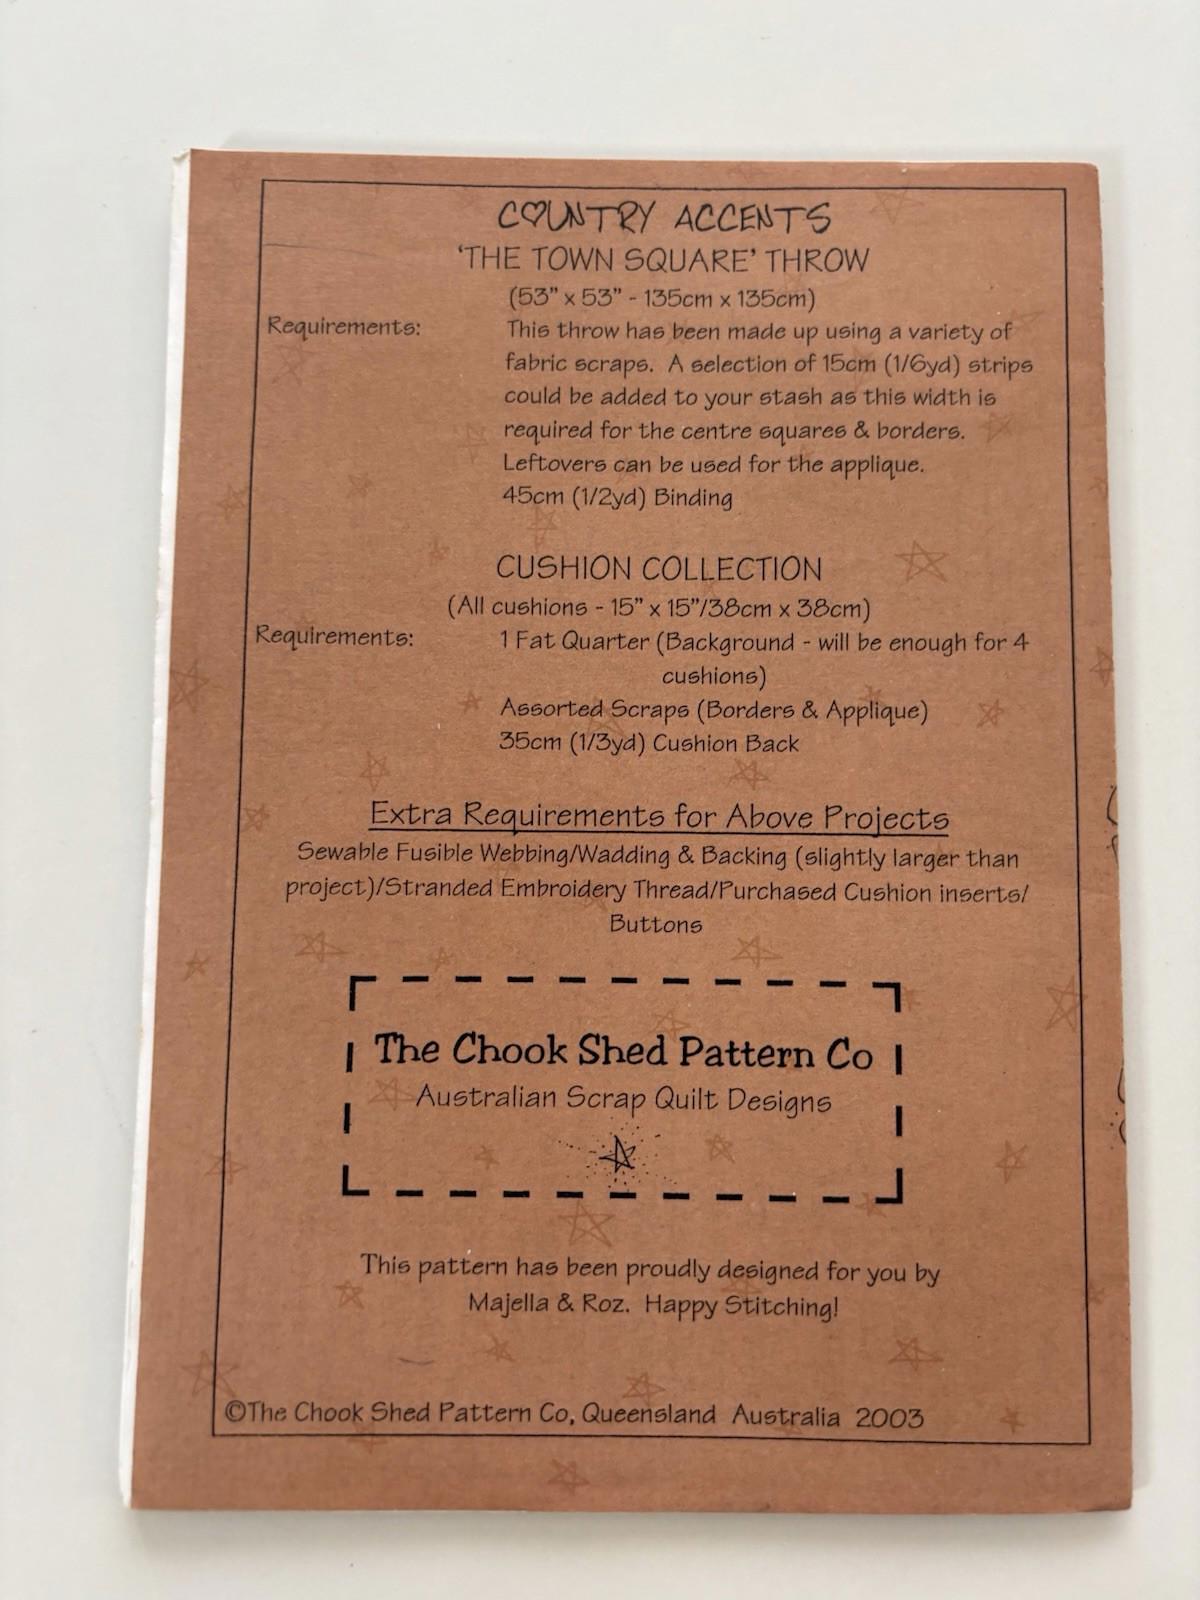 COUNTRY ACCENTS
'THE TOWN SQUARE' THROW
(53" x 53" - 135cm x 135cm)
Requirements: This throw has been made up using a variety of
fabric scraps. A selection of 15cm (1/6yd) strips
could be added to your stash as this width is
required for the centre squares & borders.
Leftovers can be used for the applique.
45cm (1/2yd) Binding
CUSHION COLLECTION
(All cushions - 15" x 15"/38cm x 38cm)
Requirements: 1 Fat Quarter (Background - will be enough for 4
cushions)
Assorted Scraps (Borders & Applique)
35cm (1/3yd) Cushion Back
Extra Requirements for Above Projects
Sewable Fusible Webbing/Wadding & Backing (slightly larger than
project)/Stranded Embroidery Thread/Purchased Cushion inserts/
Buttons
The Chook Shed Pattern Co
Australian Scrap Quilt Designs
This pattern has been proudly designed for you by
Majella & Roz. Happy Stitching!
©The Chook Shed Pattern Co, Queensland Australia 2003